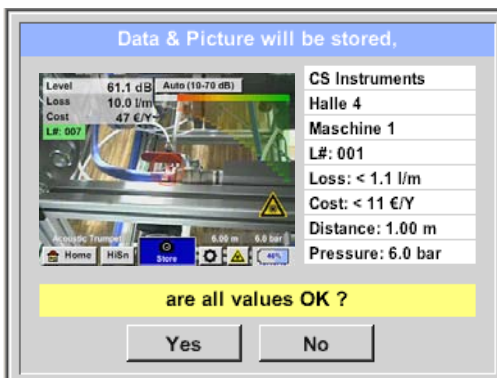 Data & Picture will be stored,
Level 61.1 dB Auto (10-70 dB)
Loss 10.0 l/m
Cost 47 €/Y
L#: 007
Acoustic Trumpet 6.00 m 6.0 bar
Home HiSn Store 46%
CS Instruments
Halle 4
Maschine 1
L#: 001
Loss: < 1.1 l/m
Cost: < 11 €/Y
Distance: 1.00 m
Pressure: 6.0 bar
are all values OK ?
Yes No